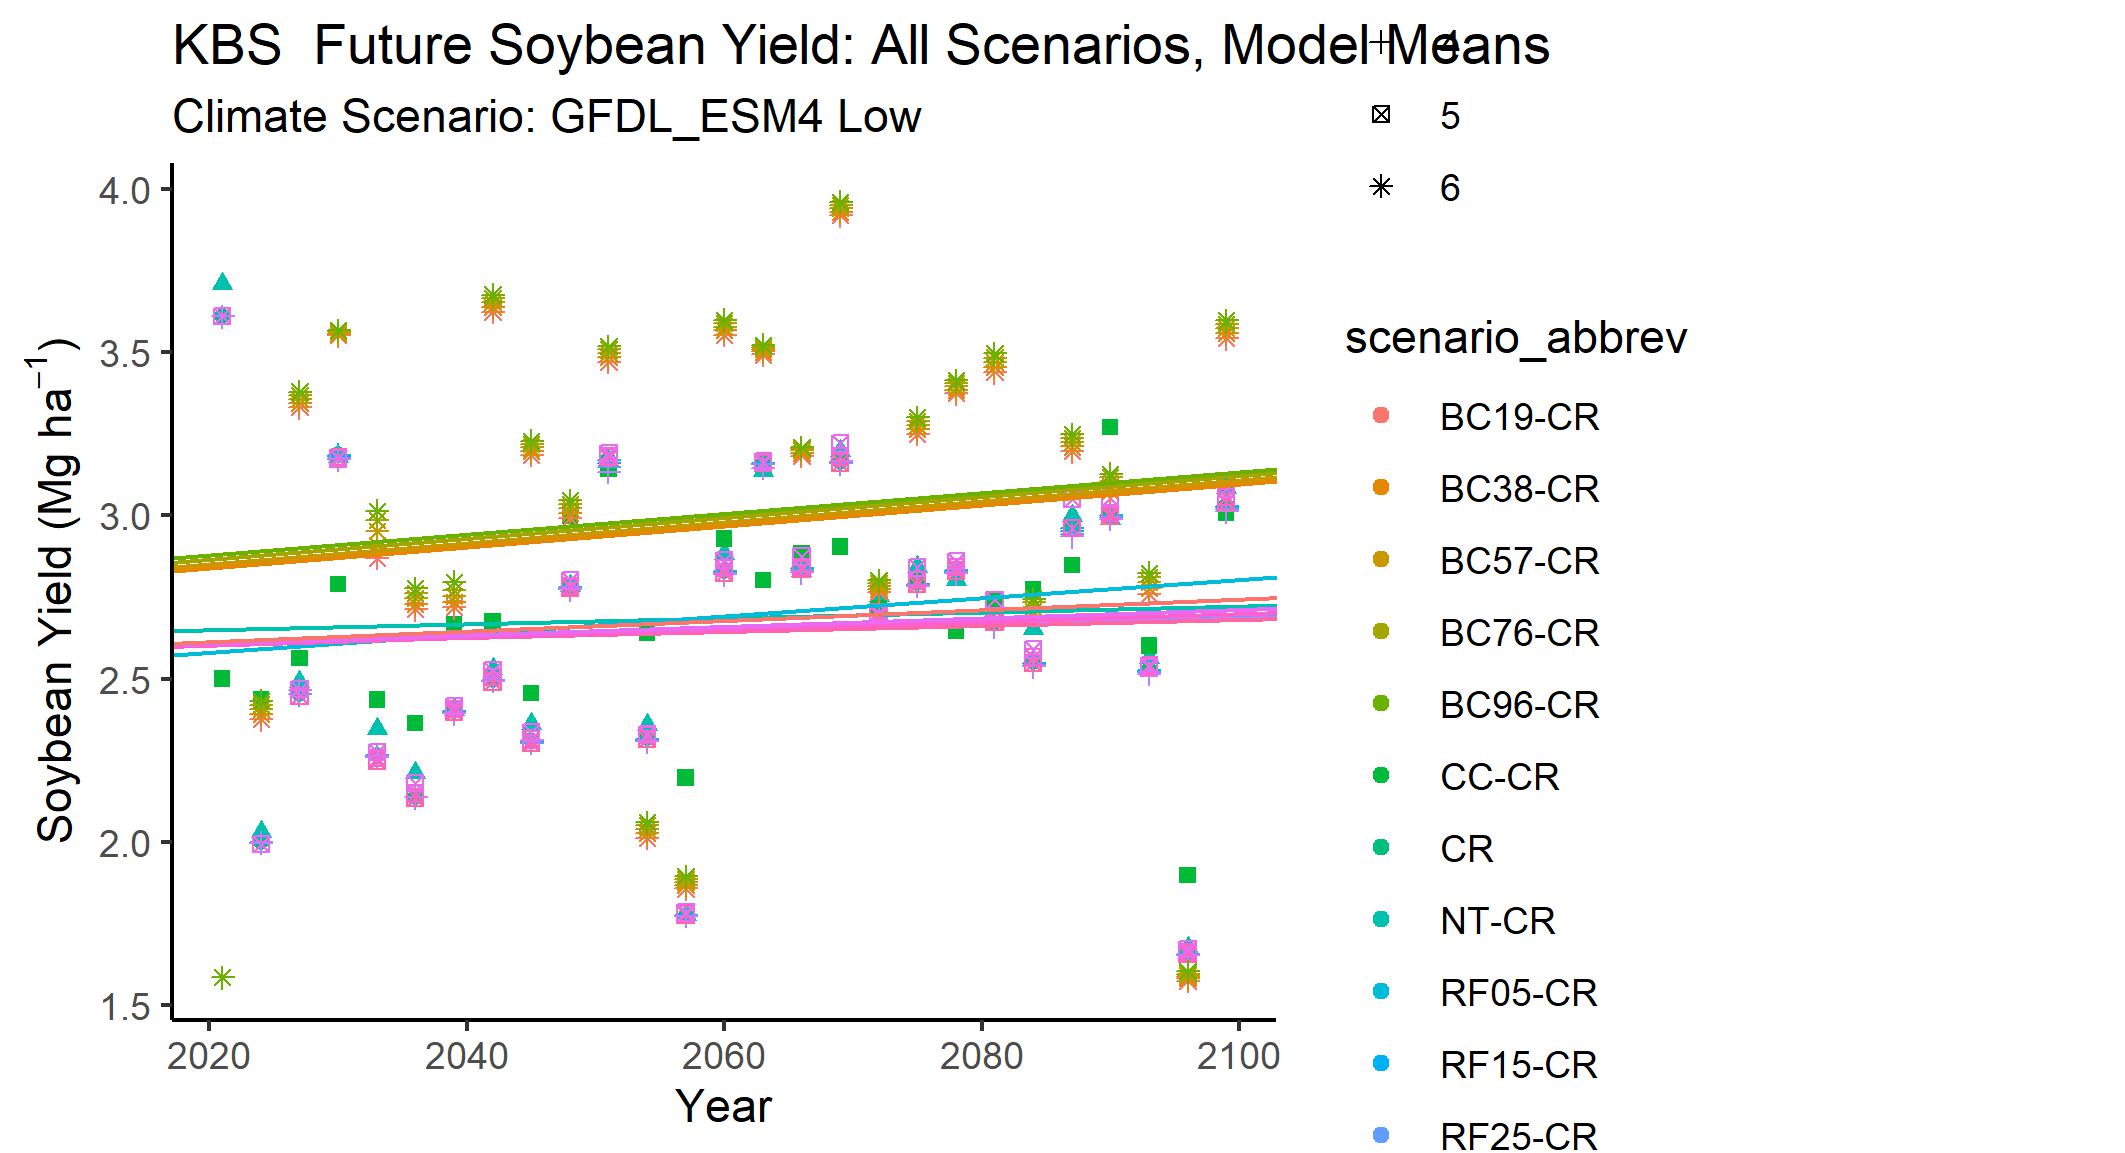 KBS  Future Soybean Yield: All Scenarios, Model Means
Climate Scenario: GFDL_ESM4 Low
4
5
6
4.0
3.5
3.0
2.5
2.0
1.5
Soybean Yield (Mg ha⁻¹)
2020 2040 2060 2080 2100
Year
scenario_abbrev
BC19-CR
BC38-CR
BC57-CR
BC76-CR
BC96-CR
CC-CR
CR
NT-CR
RF05-CR
RF15-CR
RF25-CR